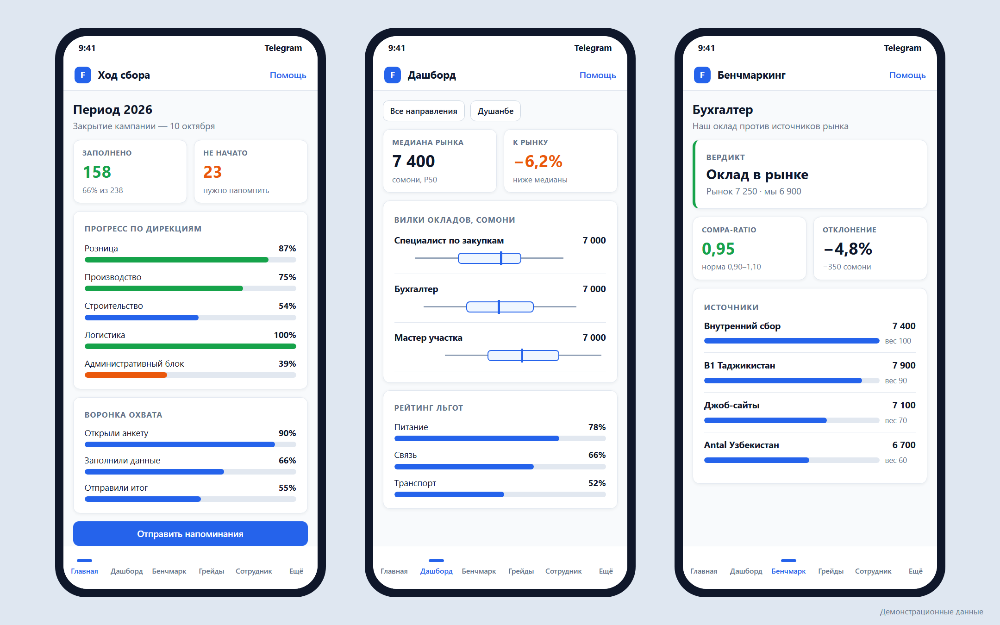 9:41 Telegram
F Ход сбора Помощь
Период 2026
Закрытие кампании — 10 октября
ЗАПОЛНЕНО
158
66% из 238
НЕ НАЧАТО
23
нужно напомнить
ПРОГРЕСС ПО ДИРЕКЦИЯМ
Розница 87%
Производство 75%
Строительство 54%
Логистика 100%
Административный блок 39%
ВОРОНКА ОХВАТА
Открыли анкету 90%
Заполнили данные 66%
Отправили итог 55%
Отправить напоминания
Главная Дашборд Бенчмарк Грейды Сотрудник Ещё
9:41 Telegram
F Дашборд Помощь
Все направления Душанбе
МЕДИАНА РЫНКА
7 400
сомони, P50
К РЫНКУ
−6,2%
ниже медианы
ВИЛКИ ОКЛАДОВ, СОМОНИ
Специалист по закупкам 7 000
Бухгалтер 7 000
Мастер участка 7 000
РЕЙТИНГ ЛЬГОТ
Питание 78%
Связь 66%
Транспорт 52%
Главная Дашборд Бенчмарк Грейды Сотрудник Ещё
9:41 Telegram
F Бенчмаркинг Помощь
Бухгалтер
Наш оклад против источников рынка
ВЕРДИКТ
Оклад в рынке
Рынок 7 250 · мы 6 900
COMPA-RATIO
0,95
норма 0,90–1,10
ОТКЛОНЕНИЕ
−4,8%
−350 сомони
ИСТОЧНИКИ
Внутренний сбор 7 400
вес 100
B1 Таджикистан 7 900
вес 90
Джоб-сайты 7 100
вес 70
Antal Узбекистан 6 700
вес 60
Главная Дашборд Бенчмарк Грейды Сотрудник Ещё
Демонстрационные данные